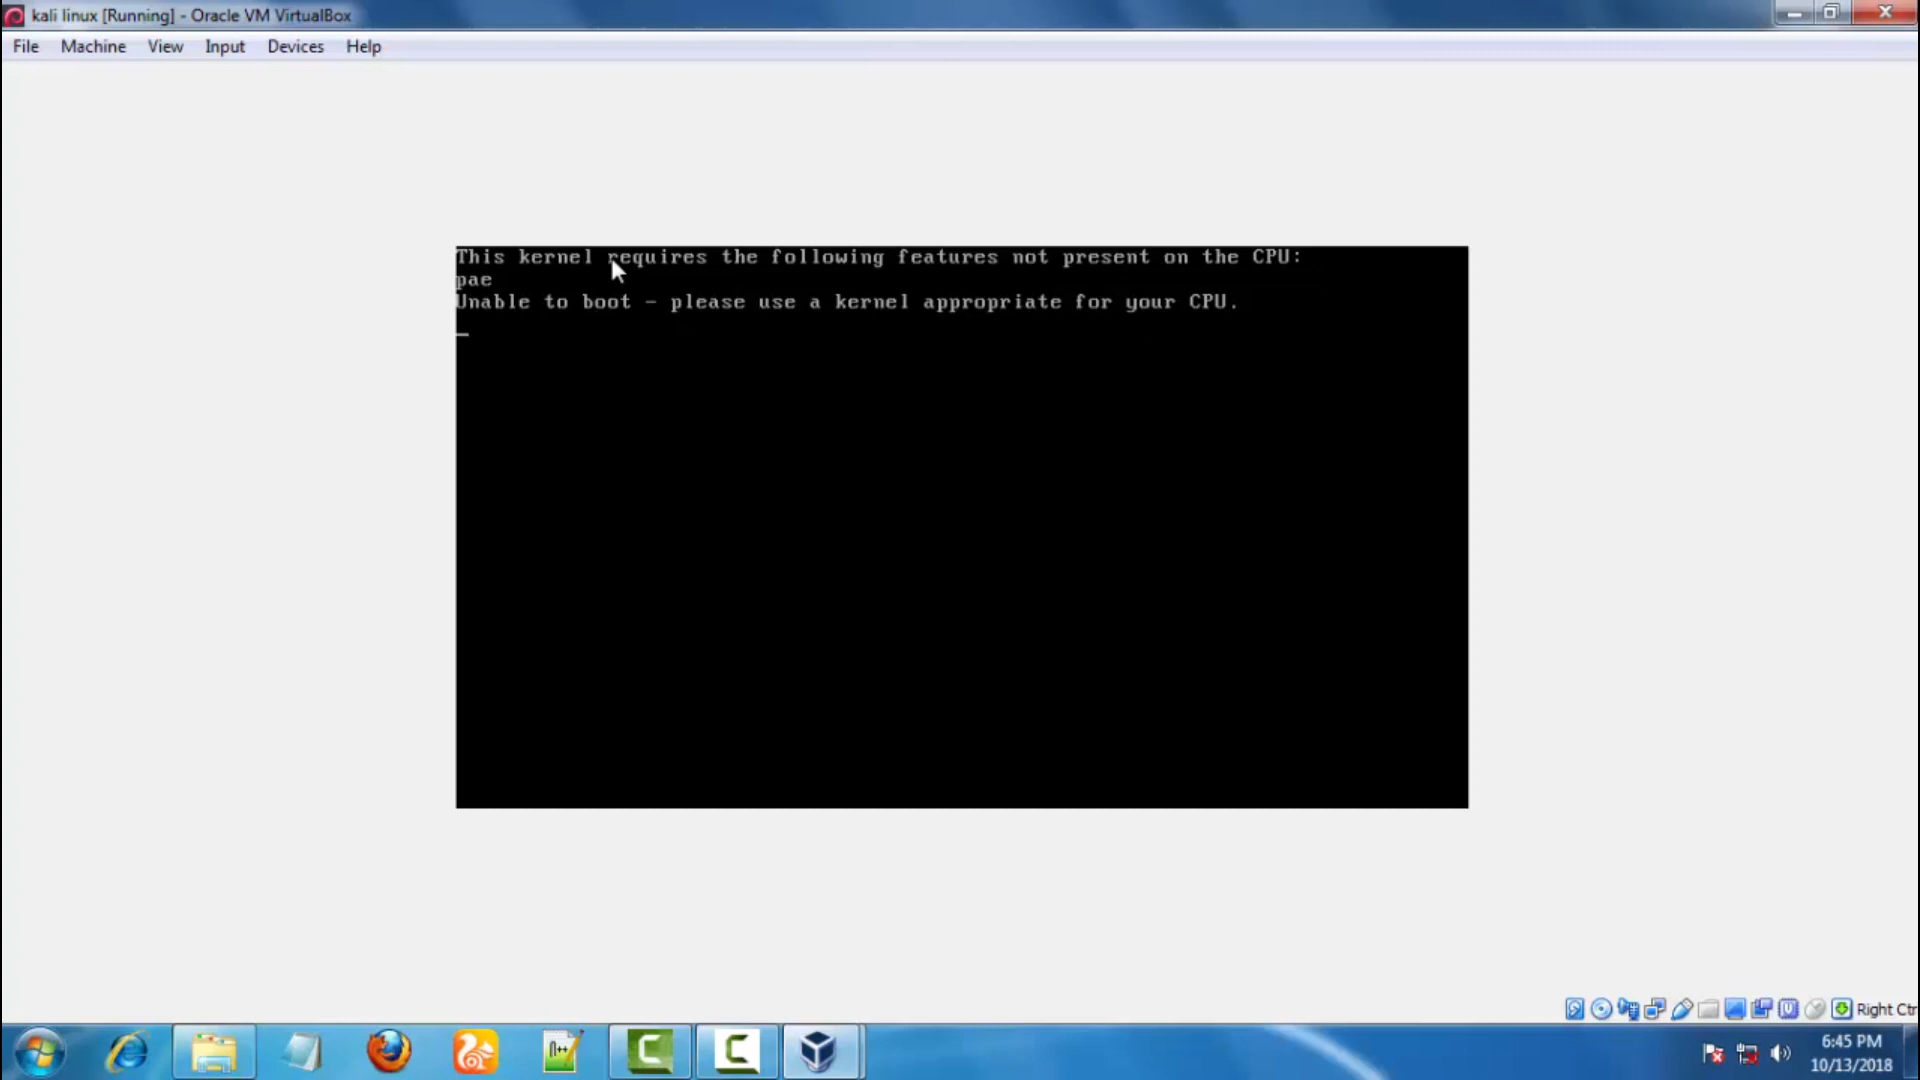 kali linux [Running] - Oracle VM VirtualBox
File Machine View Input Devices Help
This kernel requires the following features not present on the CPU:
pae
Unable to boot - please use a kernel appropriate for your CPU.
Right Ctr
n++
6:45 PM
10/13/2018